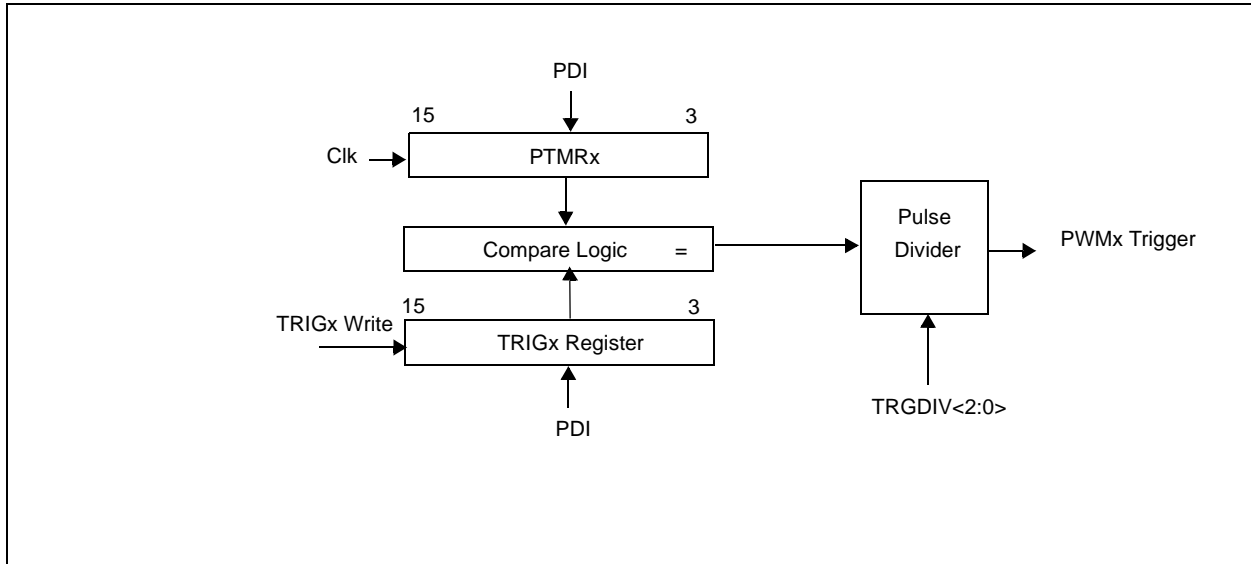 PDI
15 3
Clk
PTMRx
Compare Logic =
Pulse
Divider
PWMx Trigger
15 3
TRIGx Write
TRIGx Register
TRGDIV<2:0>
PDI